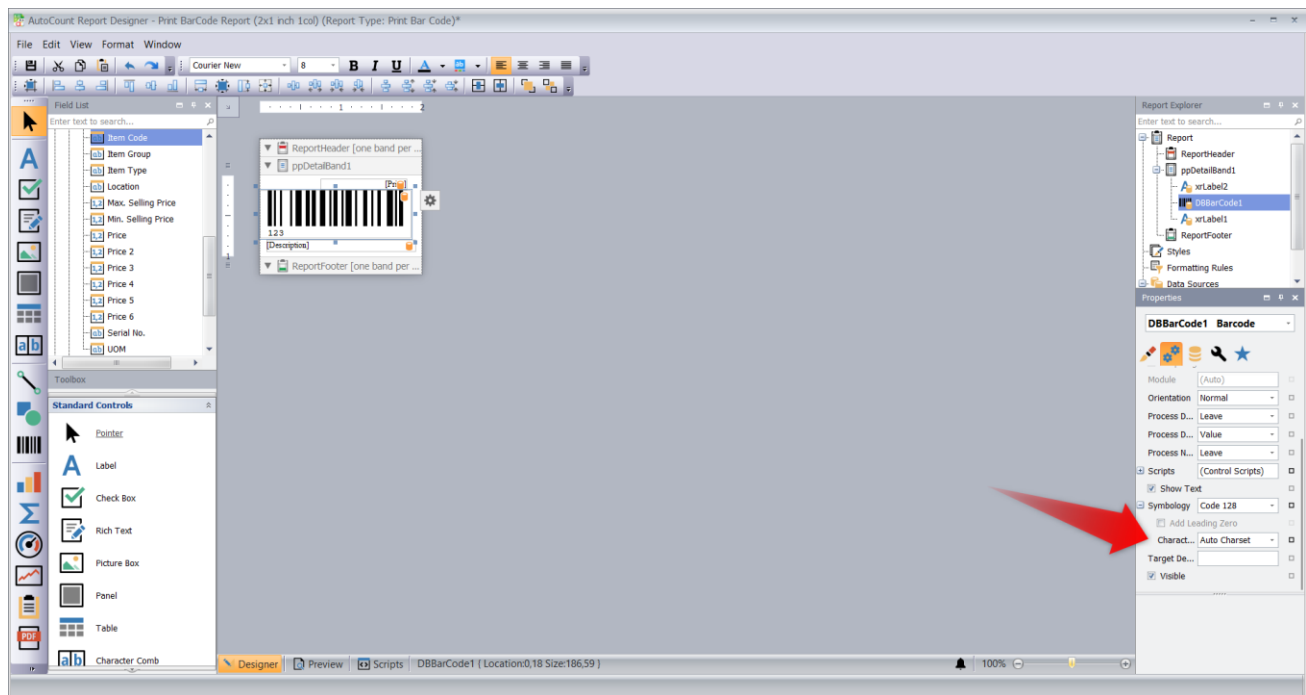 AutoCount Report Designer - Print BarCode Report (2x1 inch 1col) (Report Type: Print Bar Code)*
File Edit View Format Window
Courier New 8 B I U A
Field List
Enter text to search...
Item Code
Item Group
Item Type
Location
Max. Selling Price
Min. Selling Price
Price
Price 2
Price 3
Price 4
Price 5
Price 6
Serial No.
UOM
Toolbox
Standard Controls
Pointer
Label
Check Box
Rich Text
Picture Box
Panel
Table
Character Comb
1 2
ReportHeader [one band per ...
ppDetailBand1
123
[Description]
1
ReportFooter [one band per ...
Designer Preview Scripts DBBarCode1 { Location:0,18 Size:186,59 } 100%
Report Explorer
Enter text to search...
Report
ReportHeader
ppDetailBand1
xrLabel2
DBBarCode1
xrLabel1
ReportFooter
Styles
Formatting Rules
Data Sources
Properties
DBBarCode1 Barcode
Module (Auto)
Orientation Normal
Process D... Leave
Process D... Value
Process N... Leave
Scripts (Control Scripts)
Show Text
Symbology Code 128
Add Leading Zero
Charact... Auto Charset
Target De...
Visible